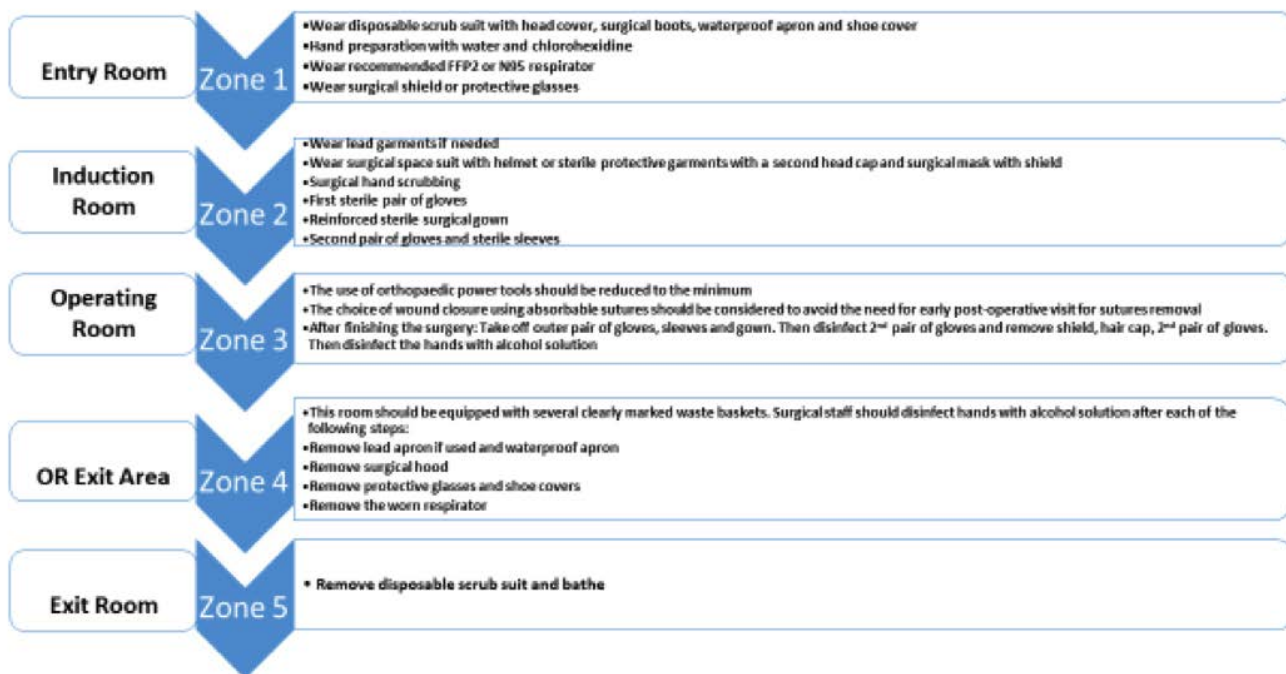 Entry Room
Zone 1
•Wear disposable scrub suit with head cover, surgical boots, waterproof apron and shoe cover
•Hand preparation with water and chlorohexidine
•Wear recommended FFP2 or N95 respirator
•Wear surgical shield or protective glasses
Induction
Room
Zone 2
•Wear lead garments if needed
•Wear surgical space suit with helmet or sterile protective garments with a second head cap and surgical mask with shield
•Surgical hand scrubbing
•First sterile pair of gloves
•Reinforced sterile surgical gown
•Second pair of gloves and sterile sleeves
Operating
Room
Zone 3
•The use of orthopaedic power tools should be reduced to the minimum
•The choice of wound closure using absorbable sutures should be considered to avoid the need for early post-operative visit for sutures removal
•After finishing the surgery: Take off outer pair of gloves, sleeves and gown. Then disinfect 2nd pair of gloves and remove shield, hair cap, 2nd pair of gloves.
Then disinfect the hands with alcohol solution
OR Exit Area
Zone 4
•This room should be equipped with several clearly marked waste baskets. Surgical staff should disinfect hands with alcohol solution after each of the
following steps:
•Remove lead apron if used and waterproof apron
•Remove surgical hood
•Remove protective glasses and shoe covers
•Remove the worn respirator
Exit Room
Zone 5
• Remove disposable scrub suit and bathe